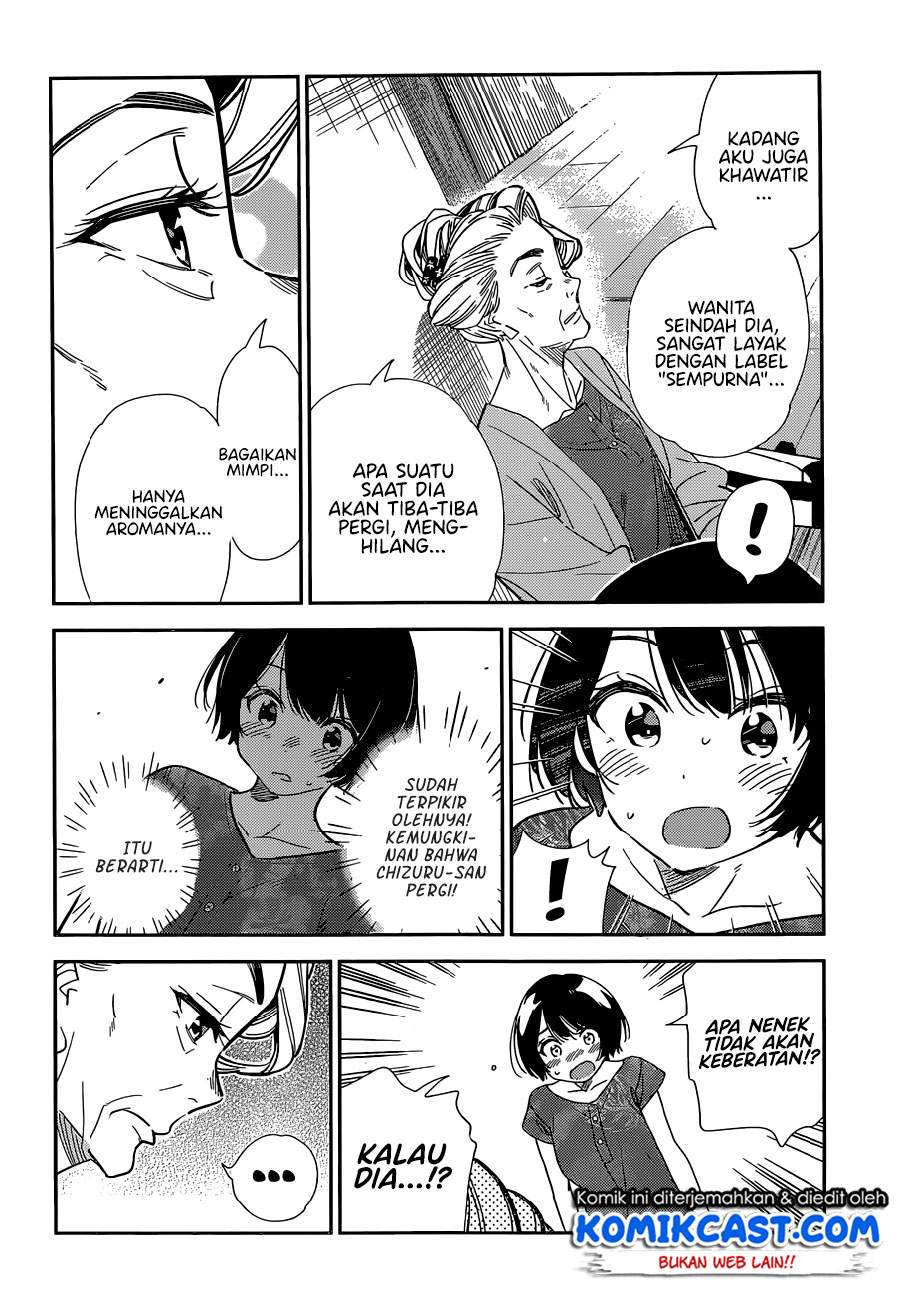 KADANG
AKU JUGA
KHAWATIR
...
WANITA
SEINDAH DIA,
SANGAT LAYAK
DENGAN LABEL
"SEMPURNA"...
!
APA SUATU
SAAT DIA
AKAN TIBA-TIBA
PERGI, MENG-
HILANG...
BAGAIKAN
MIMPI...
HANYA
MENINGGALKAN
AROMANYA...
!
SUDAH
TERPIKIR
OLEHNYA!
KEMUNGKI-
NAN BAHWA
CHIZURU-SAN
PERGI!
ITU
BERARTI...
APA NENEK
TIDAK AKAN
KEBERATAN!?
KALAU
DIA...!?
...
Komik ini diterjemahkan & diedit oleh
KOMIKCAST.COM
BUKAN WEB LAIN!!